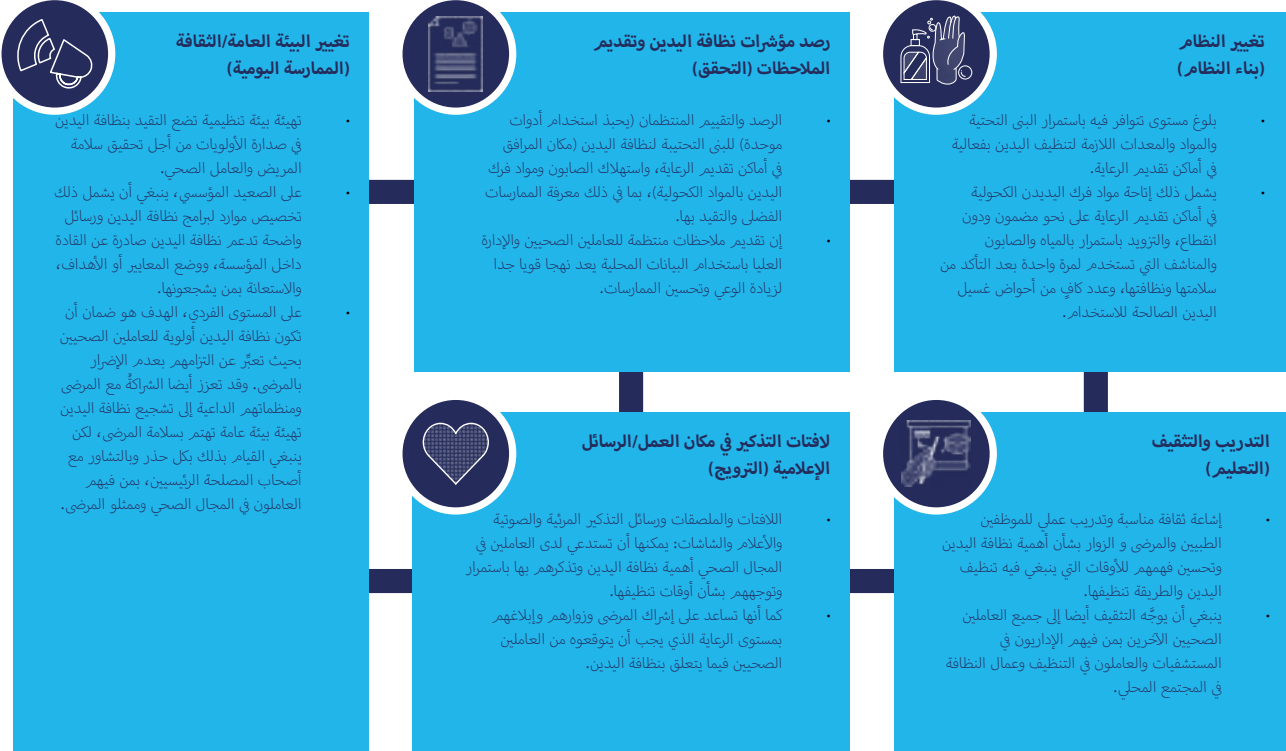 تغيير النظام
(بناء النظام)
• بلوغ مستوى تتوافر فيه باستمرار البنى التحتية
والمواد والمعدات اللازمة لتنظيف اليدين بفعالية
في أماكن تقديم الرعاية.
• يشمل ذلك إتاحة مواد فرك اليديدن الكحولية
في أماكن تقديم الرعاية على نحو مضمون ودون
انقطاع، والتزويد باستمرار بالمياه والصابون
والمناشف التي تستخدم لمرة واحدة بعد التأكد من
سلامتها ونظافتها، وعدد كافٍ من أحواض غسيل
اليدين الصالحة للاستخدام.
التدريب والتثقيف
(التعليم)
• إشاعة ثقافة مناسبة وتدريب عملي للموظفين
الطبيين والمرضى و الزوار بشأن أهمية نظافة اليدين
وتحسين فهمهم للأوقات التي ينبغي فيه تنظيف
اليدين والطريقة تنظيفها.
• ينبغي أن يوجَّه التثقيف أيضا إلى جميع العاملين
الصحيين الآخرين بمن فيهم الإداريون في
المستشفيات والعاملون في التنظيف وعمال النظافة
في المجتمع المحلي.
رصد مؤشرات نظافة اليدين وتقديم
الملاحظات (التحقق)
• الرصد والتقييم المنتظمان (يحبذ استخدام أدوات
موحدة) للبنى التحتيية لنظافة اليدين (مكان المرافق
في أماكن تقديم الرعاية، واستهلاك الصابون ومواد فرك
اليدين بالمواد الكحولية)، بما في ذلك معرفة الممارسات
الفضلى والتقيد بها.
• إن تقديم ملاحظات منتظمة للعاملين الصحيين والإدارة
العليا باستخدام البيانات المحلية يعد نهجا قويا جدا
لزيادة الوعي وتحسين الممارسات.
لافتات التذكير في مكان العمل/الرسائل
الإعلامية (الترويج)
• اللافتات والملصقات ورسائل التذكير المرئية والصوتية
والأعلام والشاشات: يمكنها أن تستدعي لدى العاملين في
المجال الصحي أهمية نظافة اليدين وتذكرهم بها باستمرار
وتوجههم بشأن أوقات تنظيفها.
• كما أنها تساعد على إشراك المرضى وزوارهم وإبلاغهم
بمستوى الرعاية الذي يجب أن يتوقعوه من العاملين
الصحيين فيما يتعلق بنظافة اليدين.
تغيير البيئة العامة/الثقافة
(الممارسة اليومية)
• تهيئة بيئة تنظيمية تضع التقيد بنظافة اليدين
في صدارة الأولويات من أجل تحقيق سلامة
المريض والعامل الصحي.
• على الصعيد المؤسسي، ينبغي أن يشمل ذلك
تخصيص موارد لبرامج نظافة اليدين ورسائل
واضحة تدعم نظافة اليدين صادرة عن القادة
داخل المؤسسة، ووضع المعايير أو الأهداف،
والاستعانة بمن يشجعونها.
• على المستوى الفردي، الهدف هو ضمان أن
تكون نظافة اليدين أولوية للعاملين الصحيين
بحيث تعبِّر عن التزامهم بعدم الإضرار
بالمرضى. وقد تعزز أيضا الشراكةُ مع المرضى
ومنظماتهم الداعية إلى تشجيع نظافة اليدين
تهيئة بيئة عامة تهتم بسلامة المرضى، لكن
ينبغي القيام بذلك بكل حذر وبالتشاور مع
أصحاب المصلحة الرئيسيين، بمن فيهم
العاملون في المجال الصحي وممثلو المرضى.